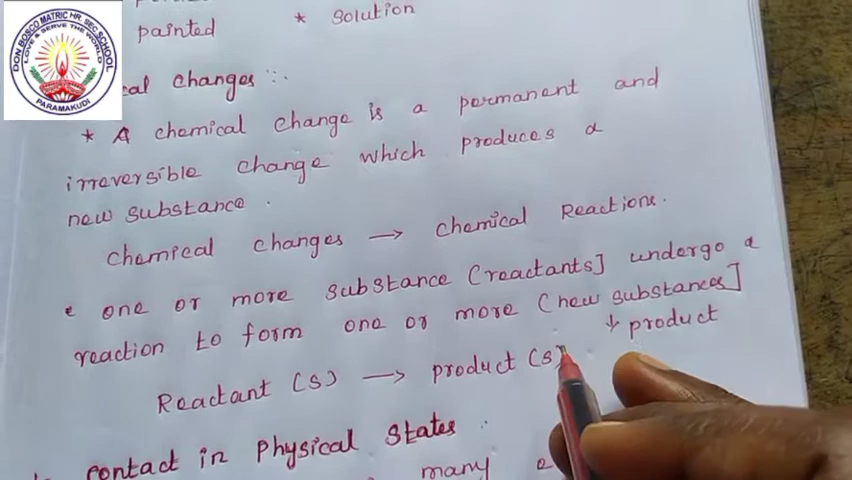 painted * Solution
cal changes :-
* A chemical change is a permanent and
irreversible change which produces a
new substance.
chemical changes → chemical Reactions.
* one or more substance (reactants] undergo a
reaction to form one or more (new substances]
↓ product
Reactant (s) → product (s)
contact in physical states
many
DON BOSCO MATRIC HR. SEC SCHOOL
LOVE & SERVE THE WORLD
PARAMAKUDI